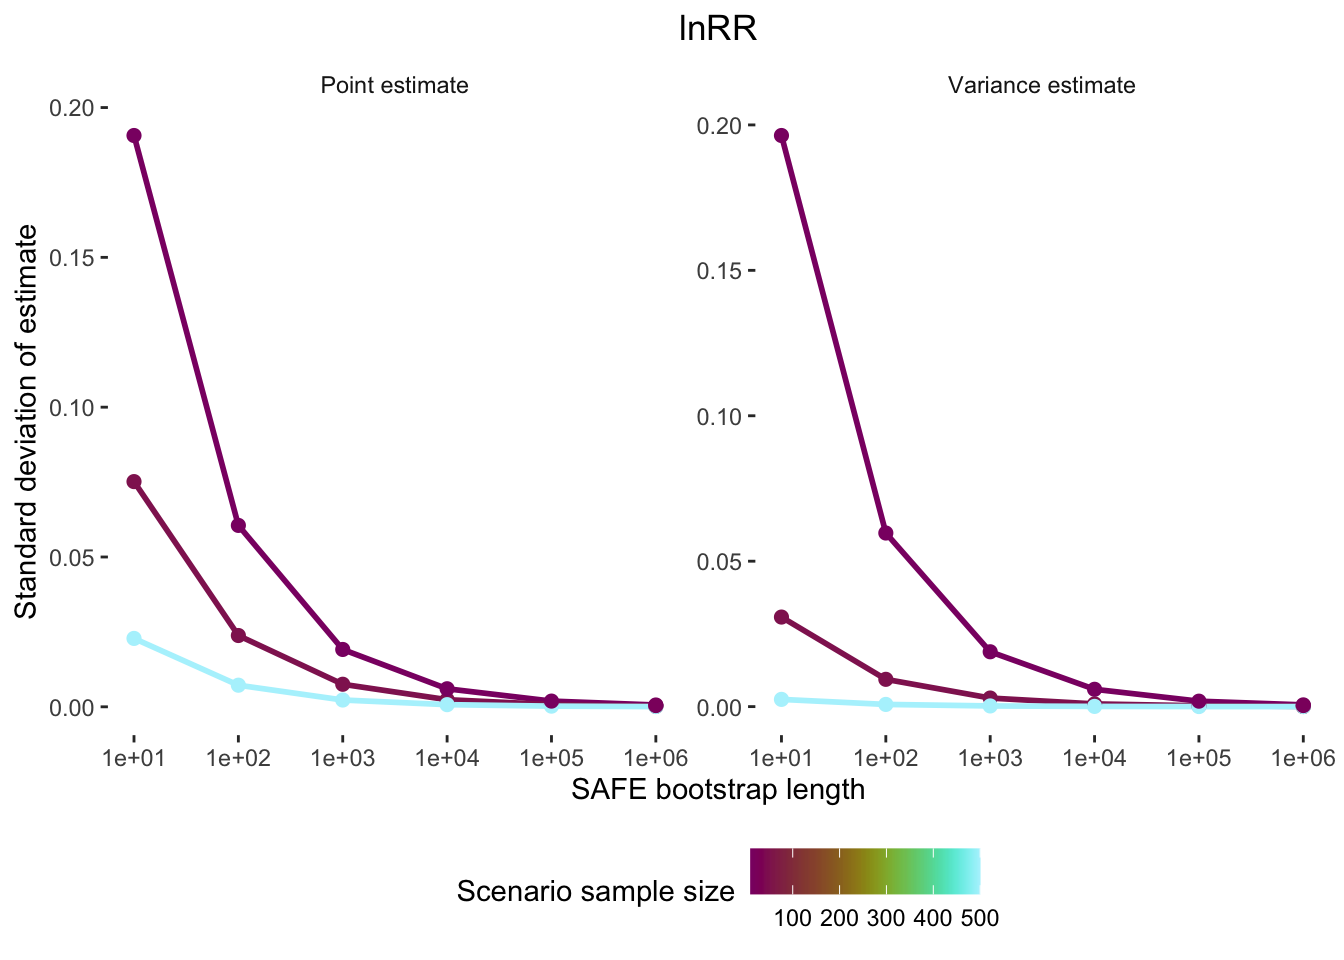 lnRR
Point estimate
Variance estimate
Standard deviation of estimate
0.20
0.15
0.10
0.05
0.00
0.20
0.15
0.10
0.05
0.00
1e+01 1e+02 1e+03 1e+04 1e+05 1e+06
1e+01 1e+02 1e+03 1e+04 1e+05 1e+06
SAFE bootstrap length
Scenario sample size
100 200 300 400 500